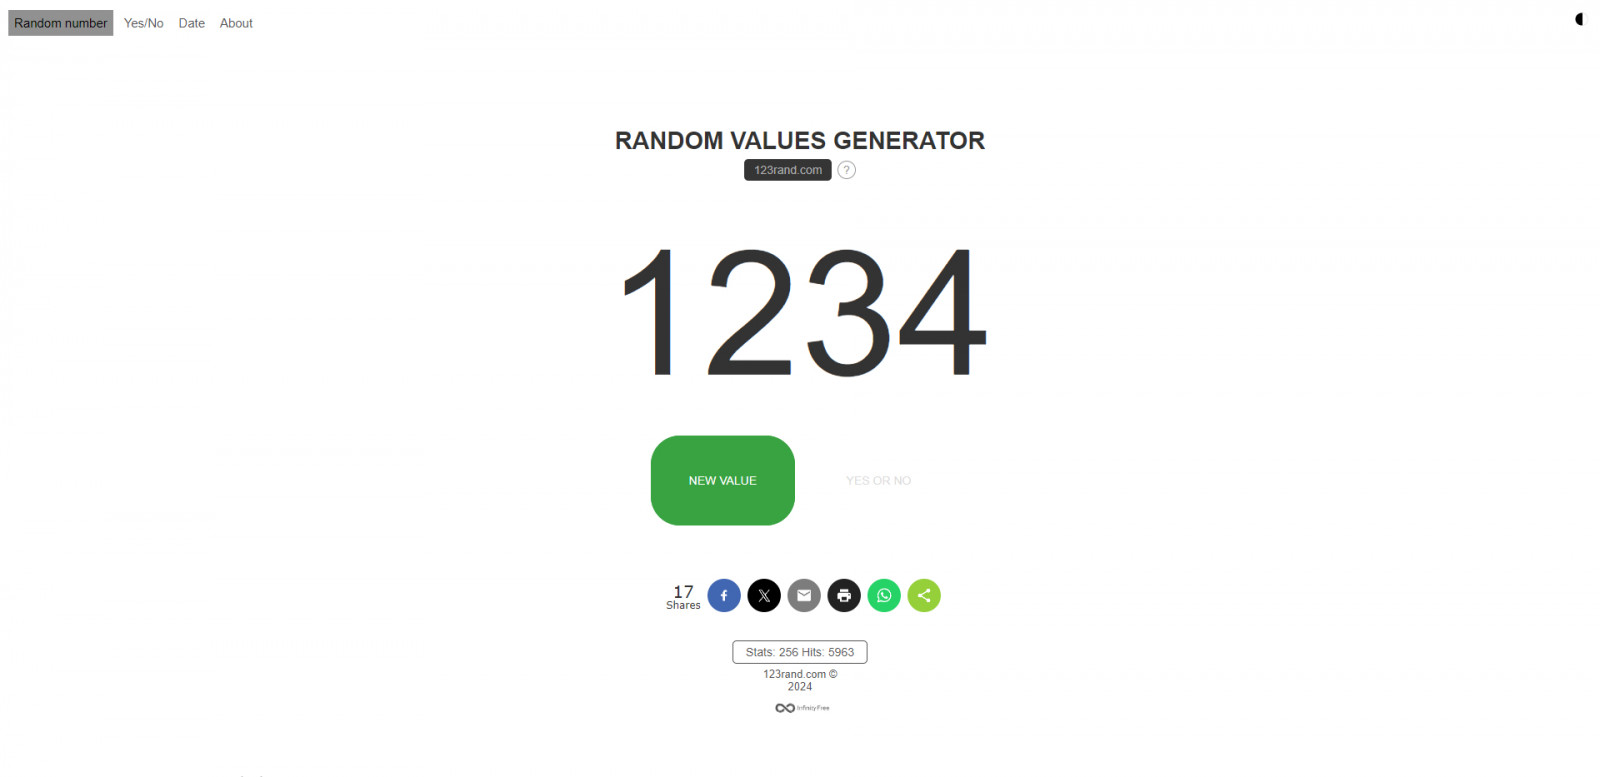 Random number Yes/No Date About
RANDOM VALUES GENERATOR
123rand.com ?
1234
NEW VALUE YES OR NO
17
Shares
Stats: 256 Hits: 5963
123rand.com ©
2024
InfinityFree